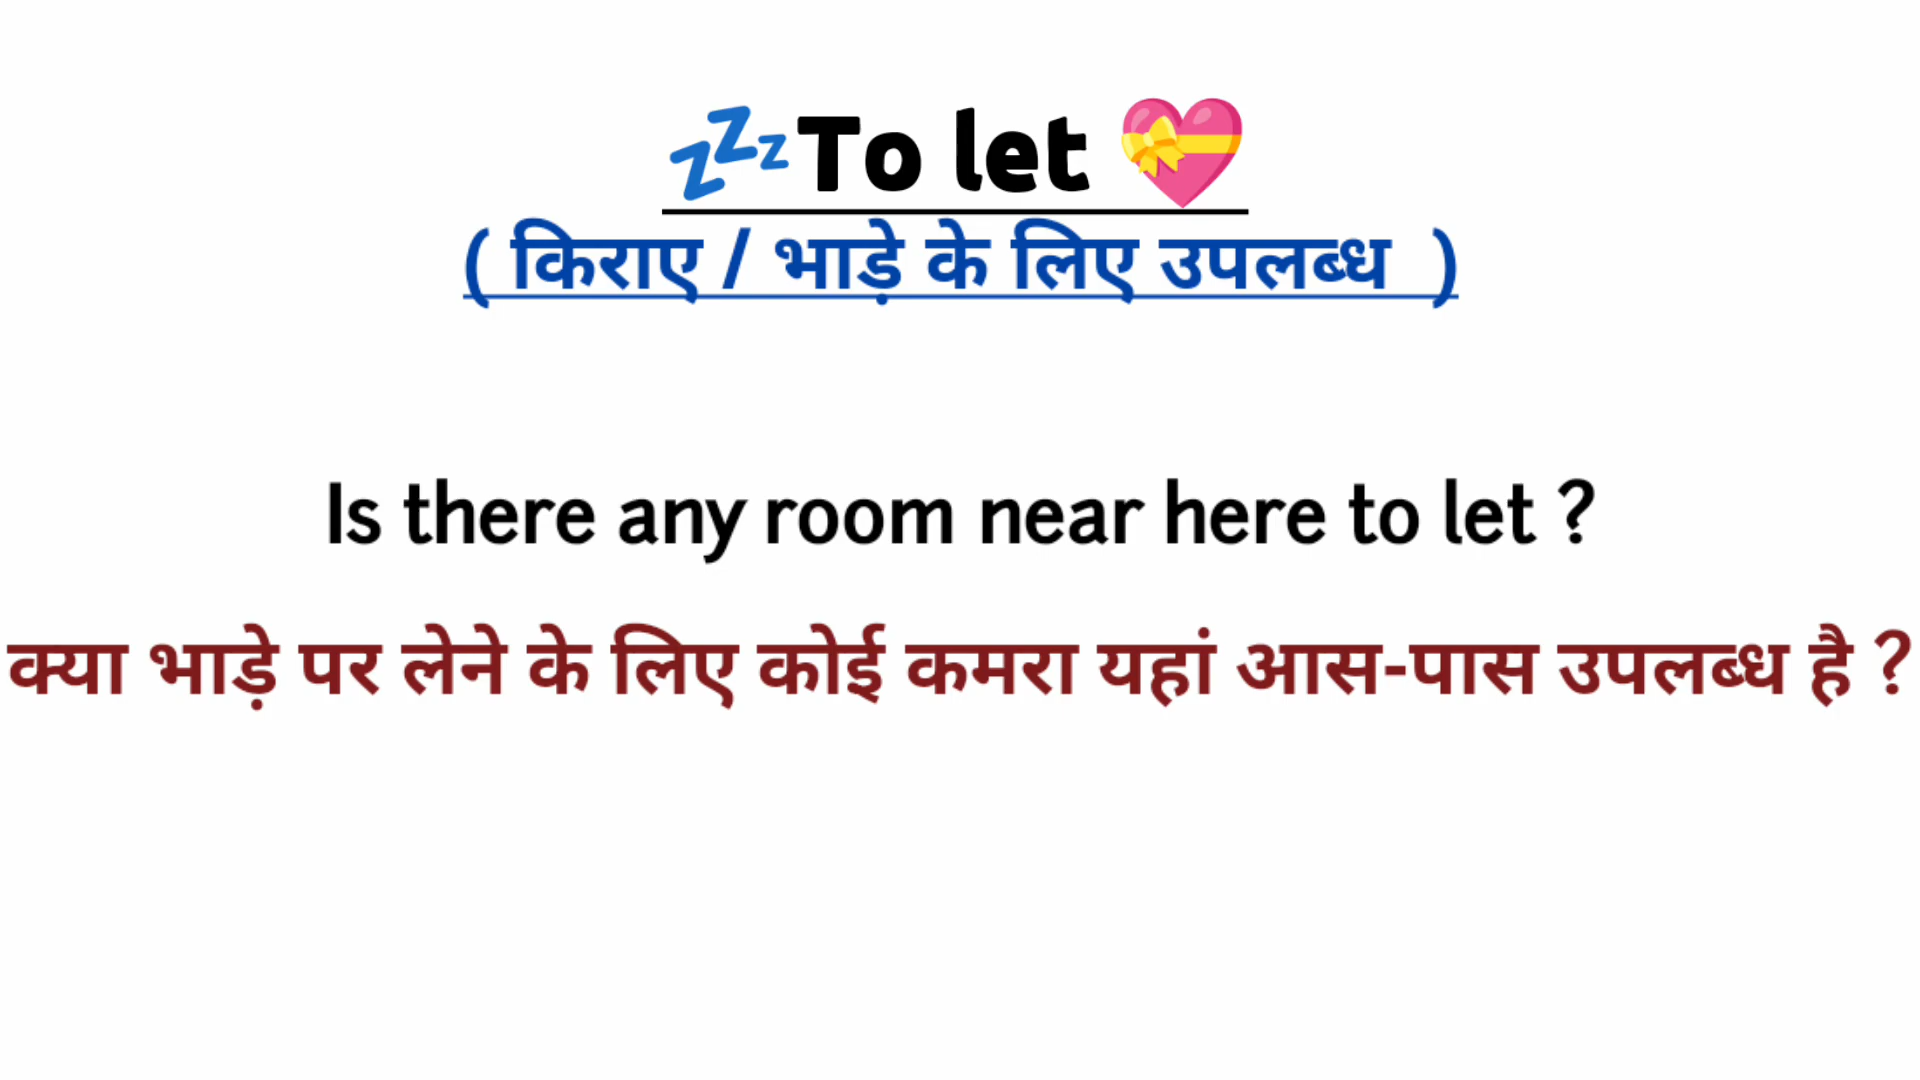 💤To let 💝
( किराए / भाड़े के लिए उपलब्ध )
Is there any room near here to let ?
क्या भाड़े पर लेने के लिए कोई कमरा यहां आस-पास उपलब्ध है ?